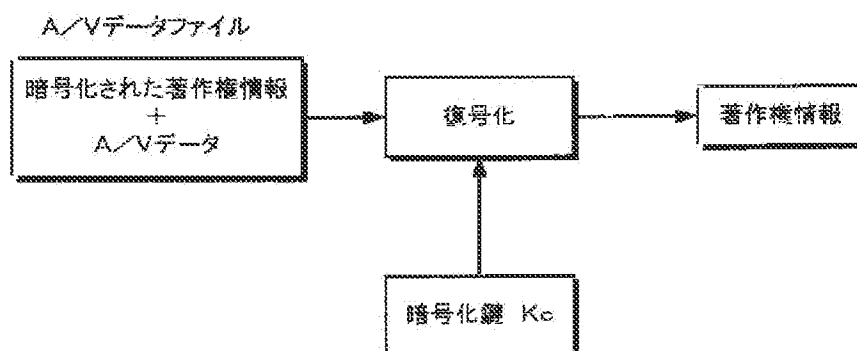 A／Vデータファイル
暗号化された著作権情報
＋
A／Vデータ
復号化
著作権情報
暗号化鍵 Kc